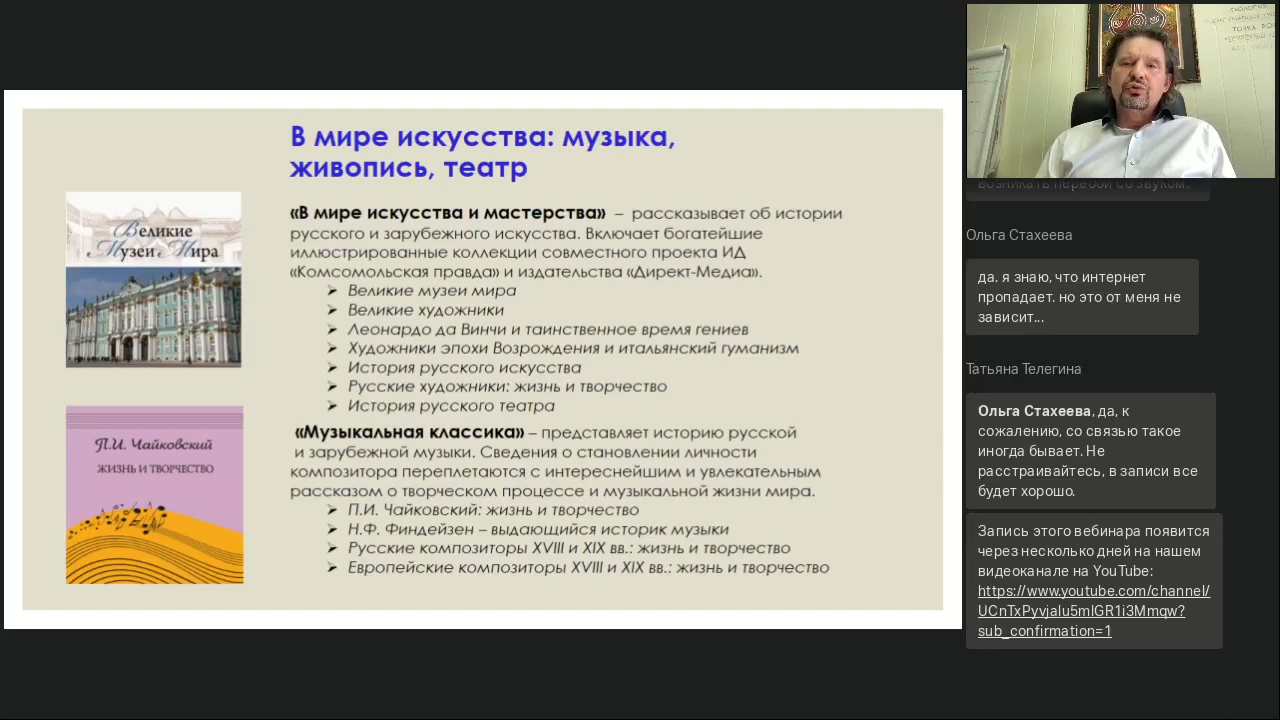 В мире искусства: музыка,
живопись, театр
Великие
Музеи Мира
«В мире искусства и мастерства» – рассказывает об истории
русского и зарубежного искусства. Включает богатейшие
иллюстрированные коллекции совместного проекта ИД
«Комсомольская правда» и издательства «Директ-Медиа».
➢ Великие музеи мира
➢ Великие художники
➢ Леонардо да Винчи и таинственное время гениев
➢ Художники эпохи Возрождения и итальянский гуманизм
➢ История русского искусства
➢ Русские художники: жизнь и творчество
➢ История русского театра
П.И. Чайковский
ЖИЗНЬ И ТВОРЧЕСТВО
«Музыкальная классика» – представляет историю русской
и зарубежной музыки. Сведения о становлении личности
композитора переплетаются с интереснейшим и увлекательным
рассказом о творческом процессе и музыкальной жизни мира.
➢ П.И. Чайковский: жизнь и творчество
➢ Н.Ф. Финдейзен – выдающийся историк музыки
➢ Русские композиторы XVIII и XIX вв.: жизнь и творчество
➢ Европейские композиторы XVIII и XIX вв.: жизнь и творчество
возникать перебои со звуком.
Ольга Стахеева
да. я знаю, что интернет
пропадает. но это от меня не
зависит...
Татьяна Телегина
Ольга Стахеева, да, к
сожалению, со связью такое
иногда бывает. Не
расстраивайтесь, в записи все
будет хорошо.
Запись этого вебинара появится
через несколько дней на нашем
видеоканале на YouTube:
https://www.youtube.com/channel/
UCnTxPyvjalu5mlGR1i3Mmqw?
sub_confirmation=1